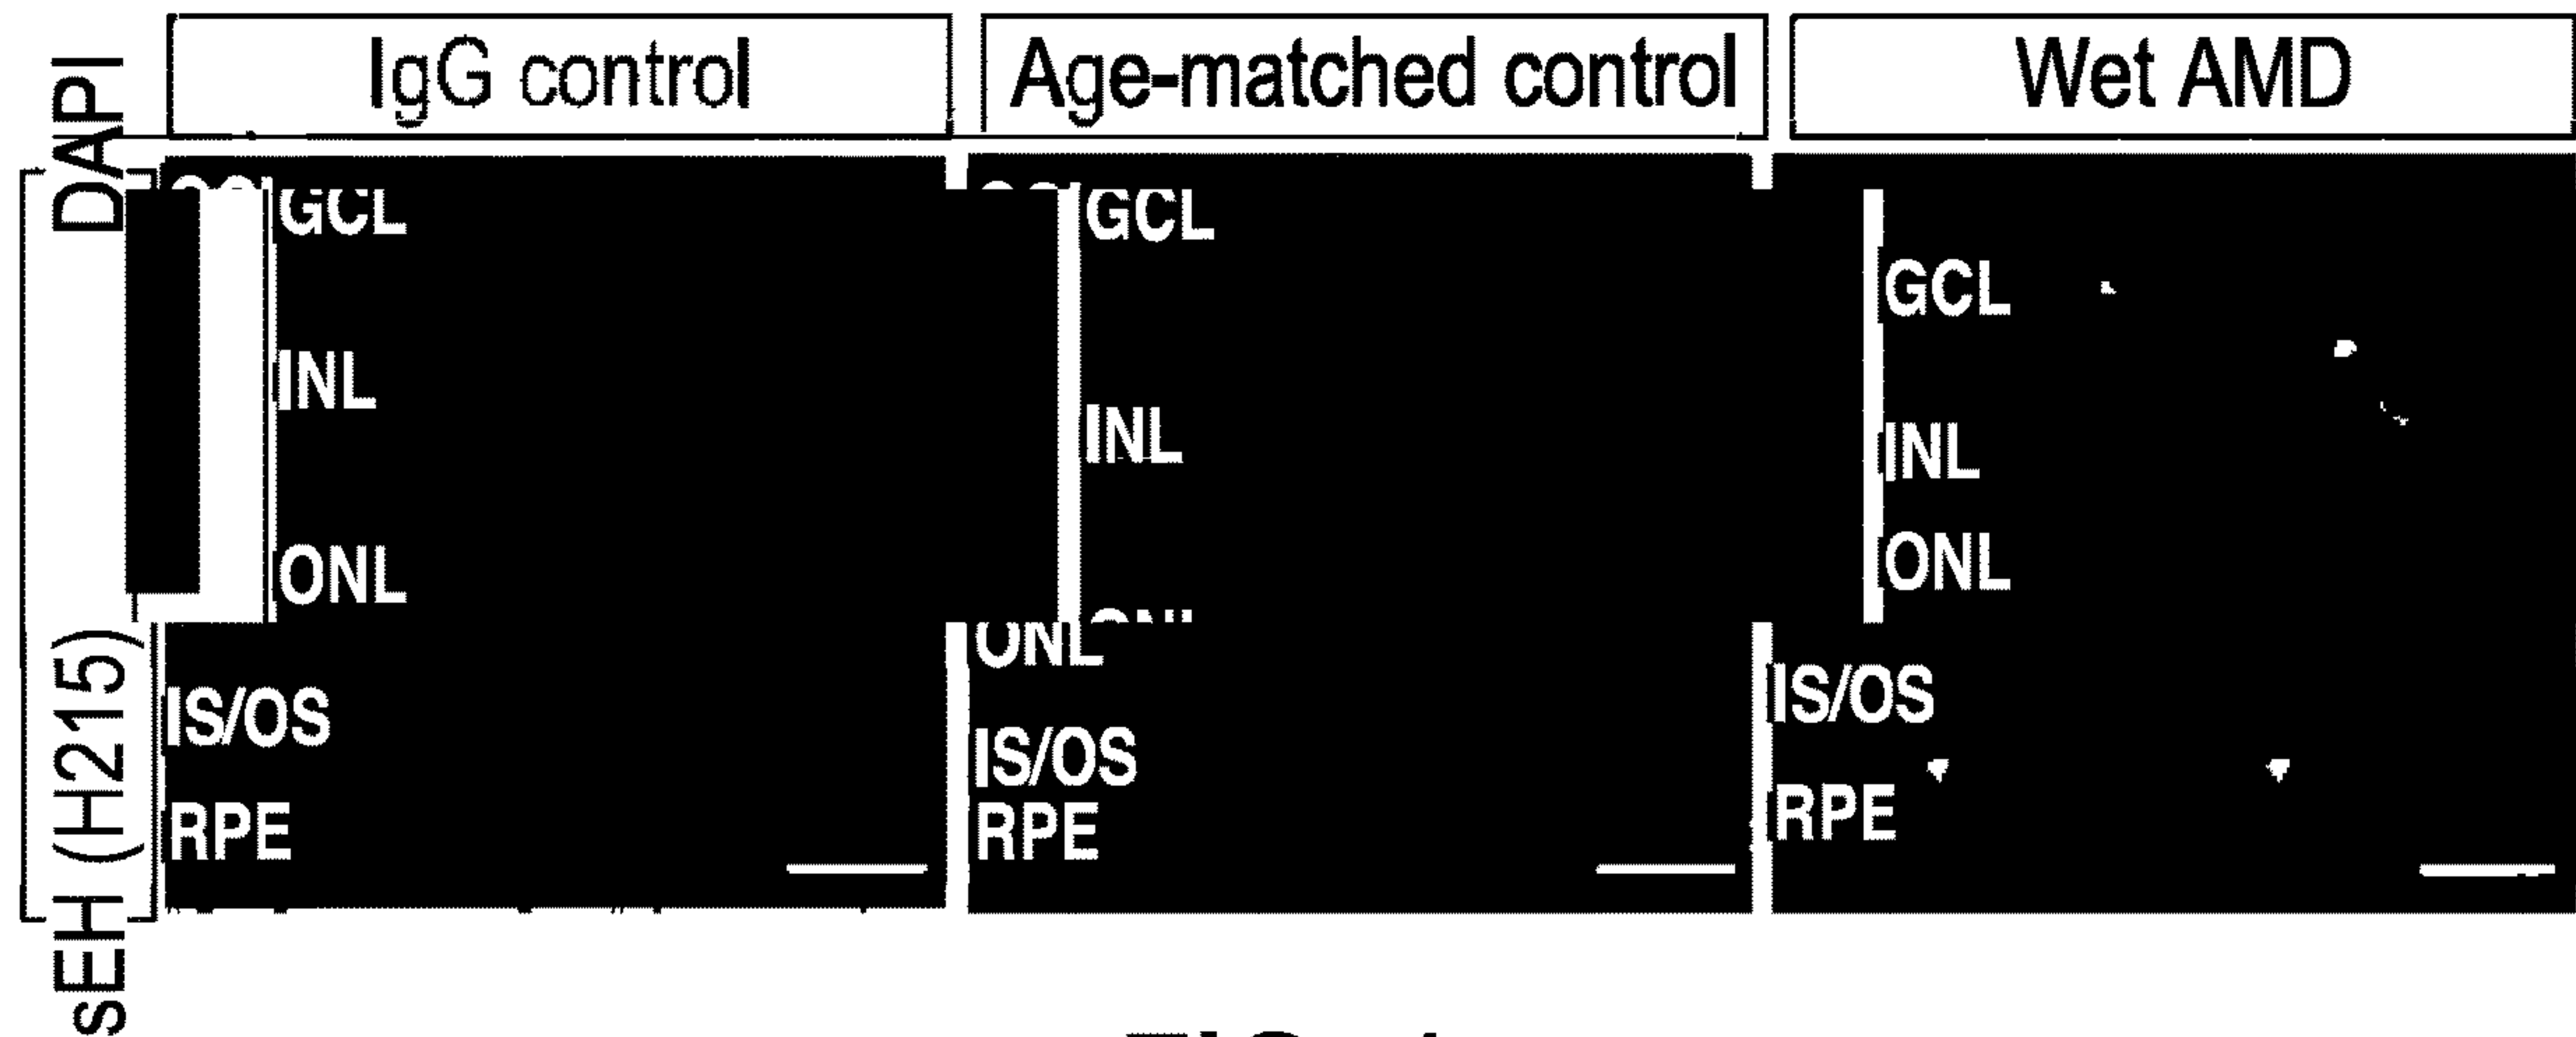 IgG control
Age-matched control
Wet AMD
DAPI
sEH (H215)
GCL
INL
ONL
IS/OS
RPE
GCL
INL
ONL
IS/OS
RPE
GCL
INL
ONL
IS/OS
RPE